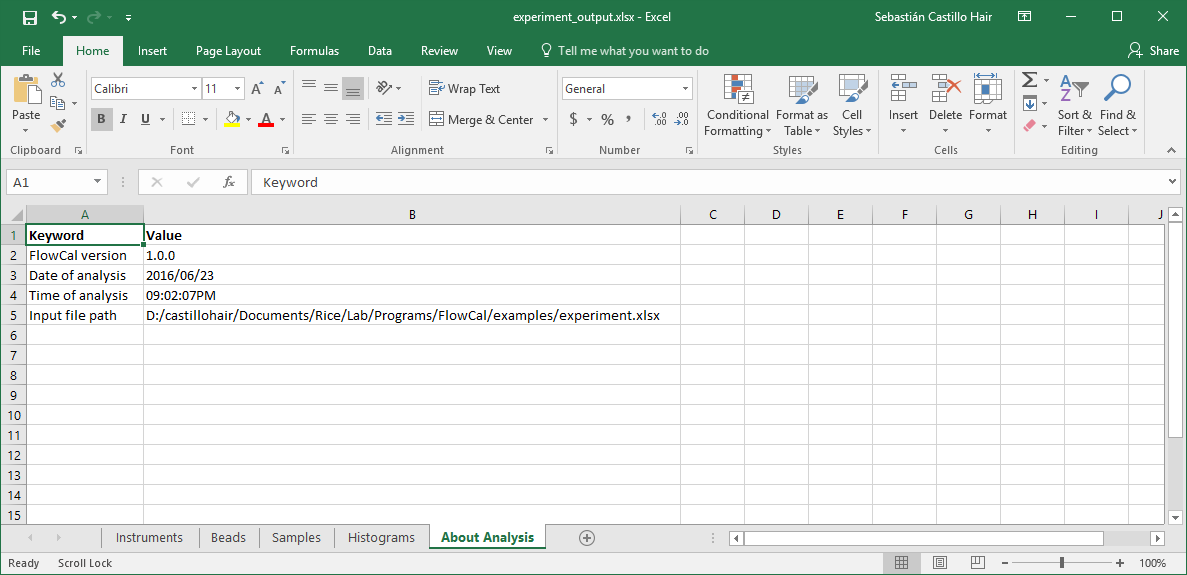 experiment_output.xlsx - Excel
Sebastián Castillo Hair
File Home Insert Page Layout Formulas Data Review View Tell me what you want to do Share
Paste
Clipboard
Calibri 11
A A
B I U A
Font
Wrap Text
Merge & Center
Alignment
General
$ % , .0 .00 .00 .0
Number
Conditional Formatting
Format as Table
Cell Styles
Styles
Insert Delete Format
Cells
Sort & Filter
Find & Select
Editing
A1 fx Keyword
A B C D E F G H I J
1 Keyword Value
2 FlowCal version 1.0.0
3 Date of analysis 2016/06/23
4 Time of analysis 09:02:07PM
5 Input file path D:/castillohair/Documents/Rice/Lab/Programs/FlowCal/examples/experiment.xlsx
6
7
8
9
10
11
12
13
14
15
Instruments Beads Samples Histograms About Analysis
Ready Scroll Lock 100%